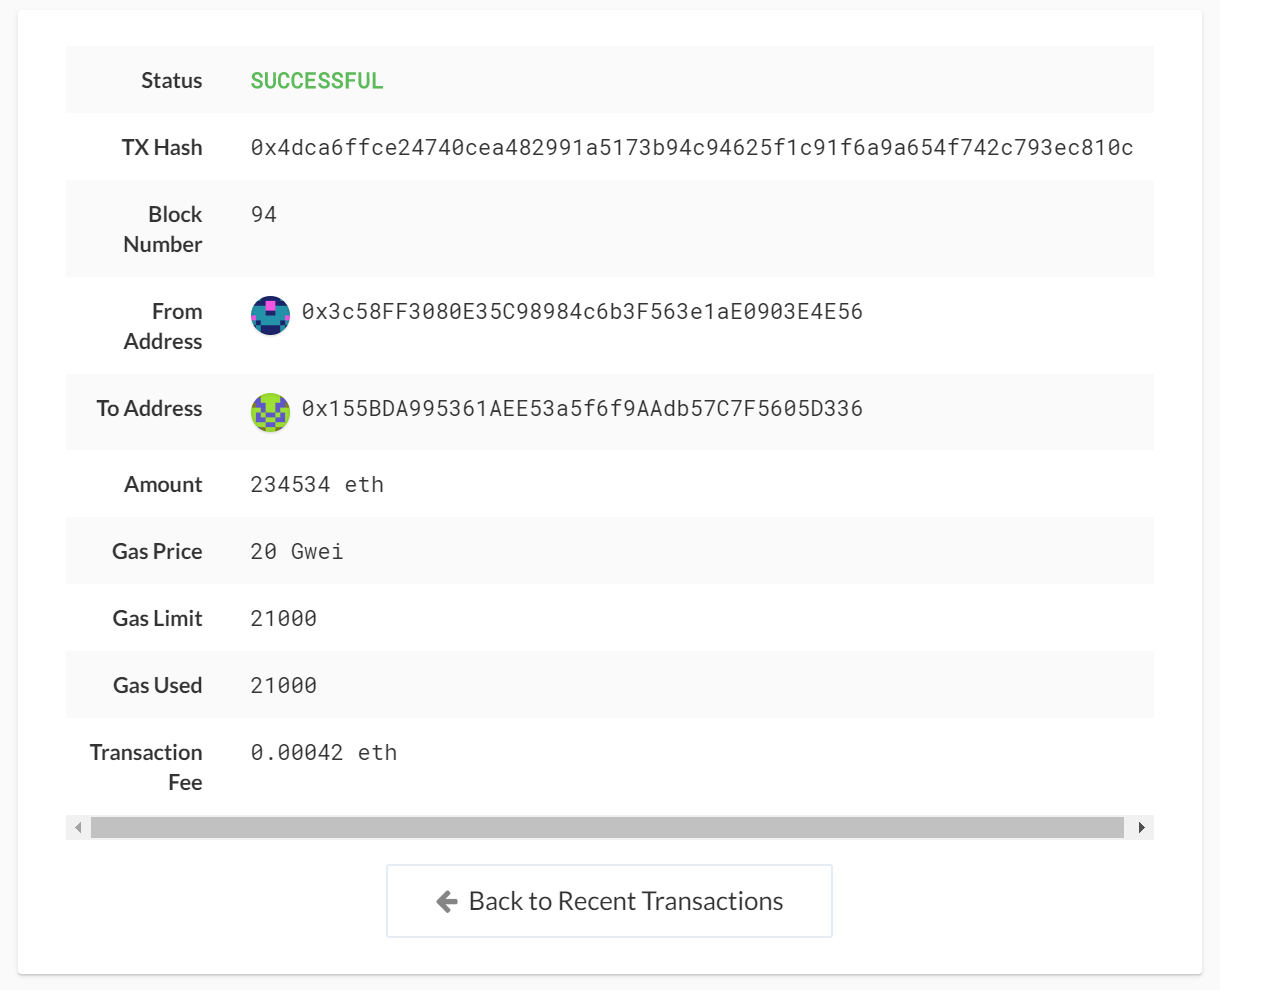 Status SUCCESSFUL
TX Hash 0x4dca6ffce24740cea482991a5173b94c94625f1c91f6a9a654f742c793ec810c
Block 94
Number
From 0x3c58FF3080E35C98984c6b3F563e1aE0903E4E56
Address
To Address 0x155BDA995361AEE53a5f6f9AAdb57C7F5605D336
Amount 234534 eth
Gas Price 20 Gwei
Gas Limit 21000
Gas Used 21000
Transaction 0.00042 eth
Fee
Back to Recent Transactions